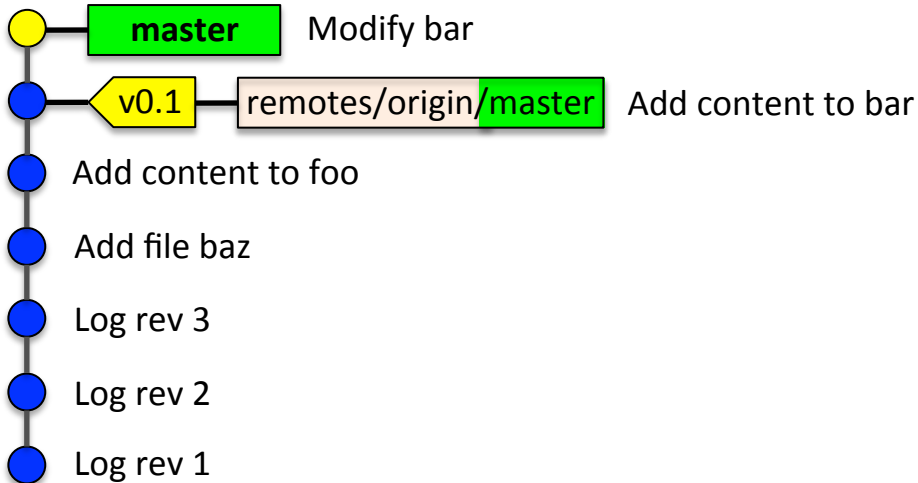 master Modify bar
v0.1 remotes/origin/master Add content to bar
Add content to foo
Add file baz
Log rev 3
Log rev 2
Log rev 1